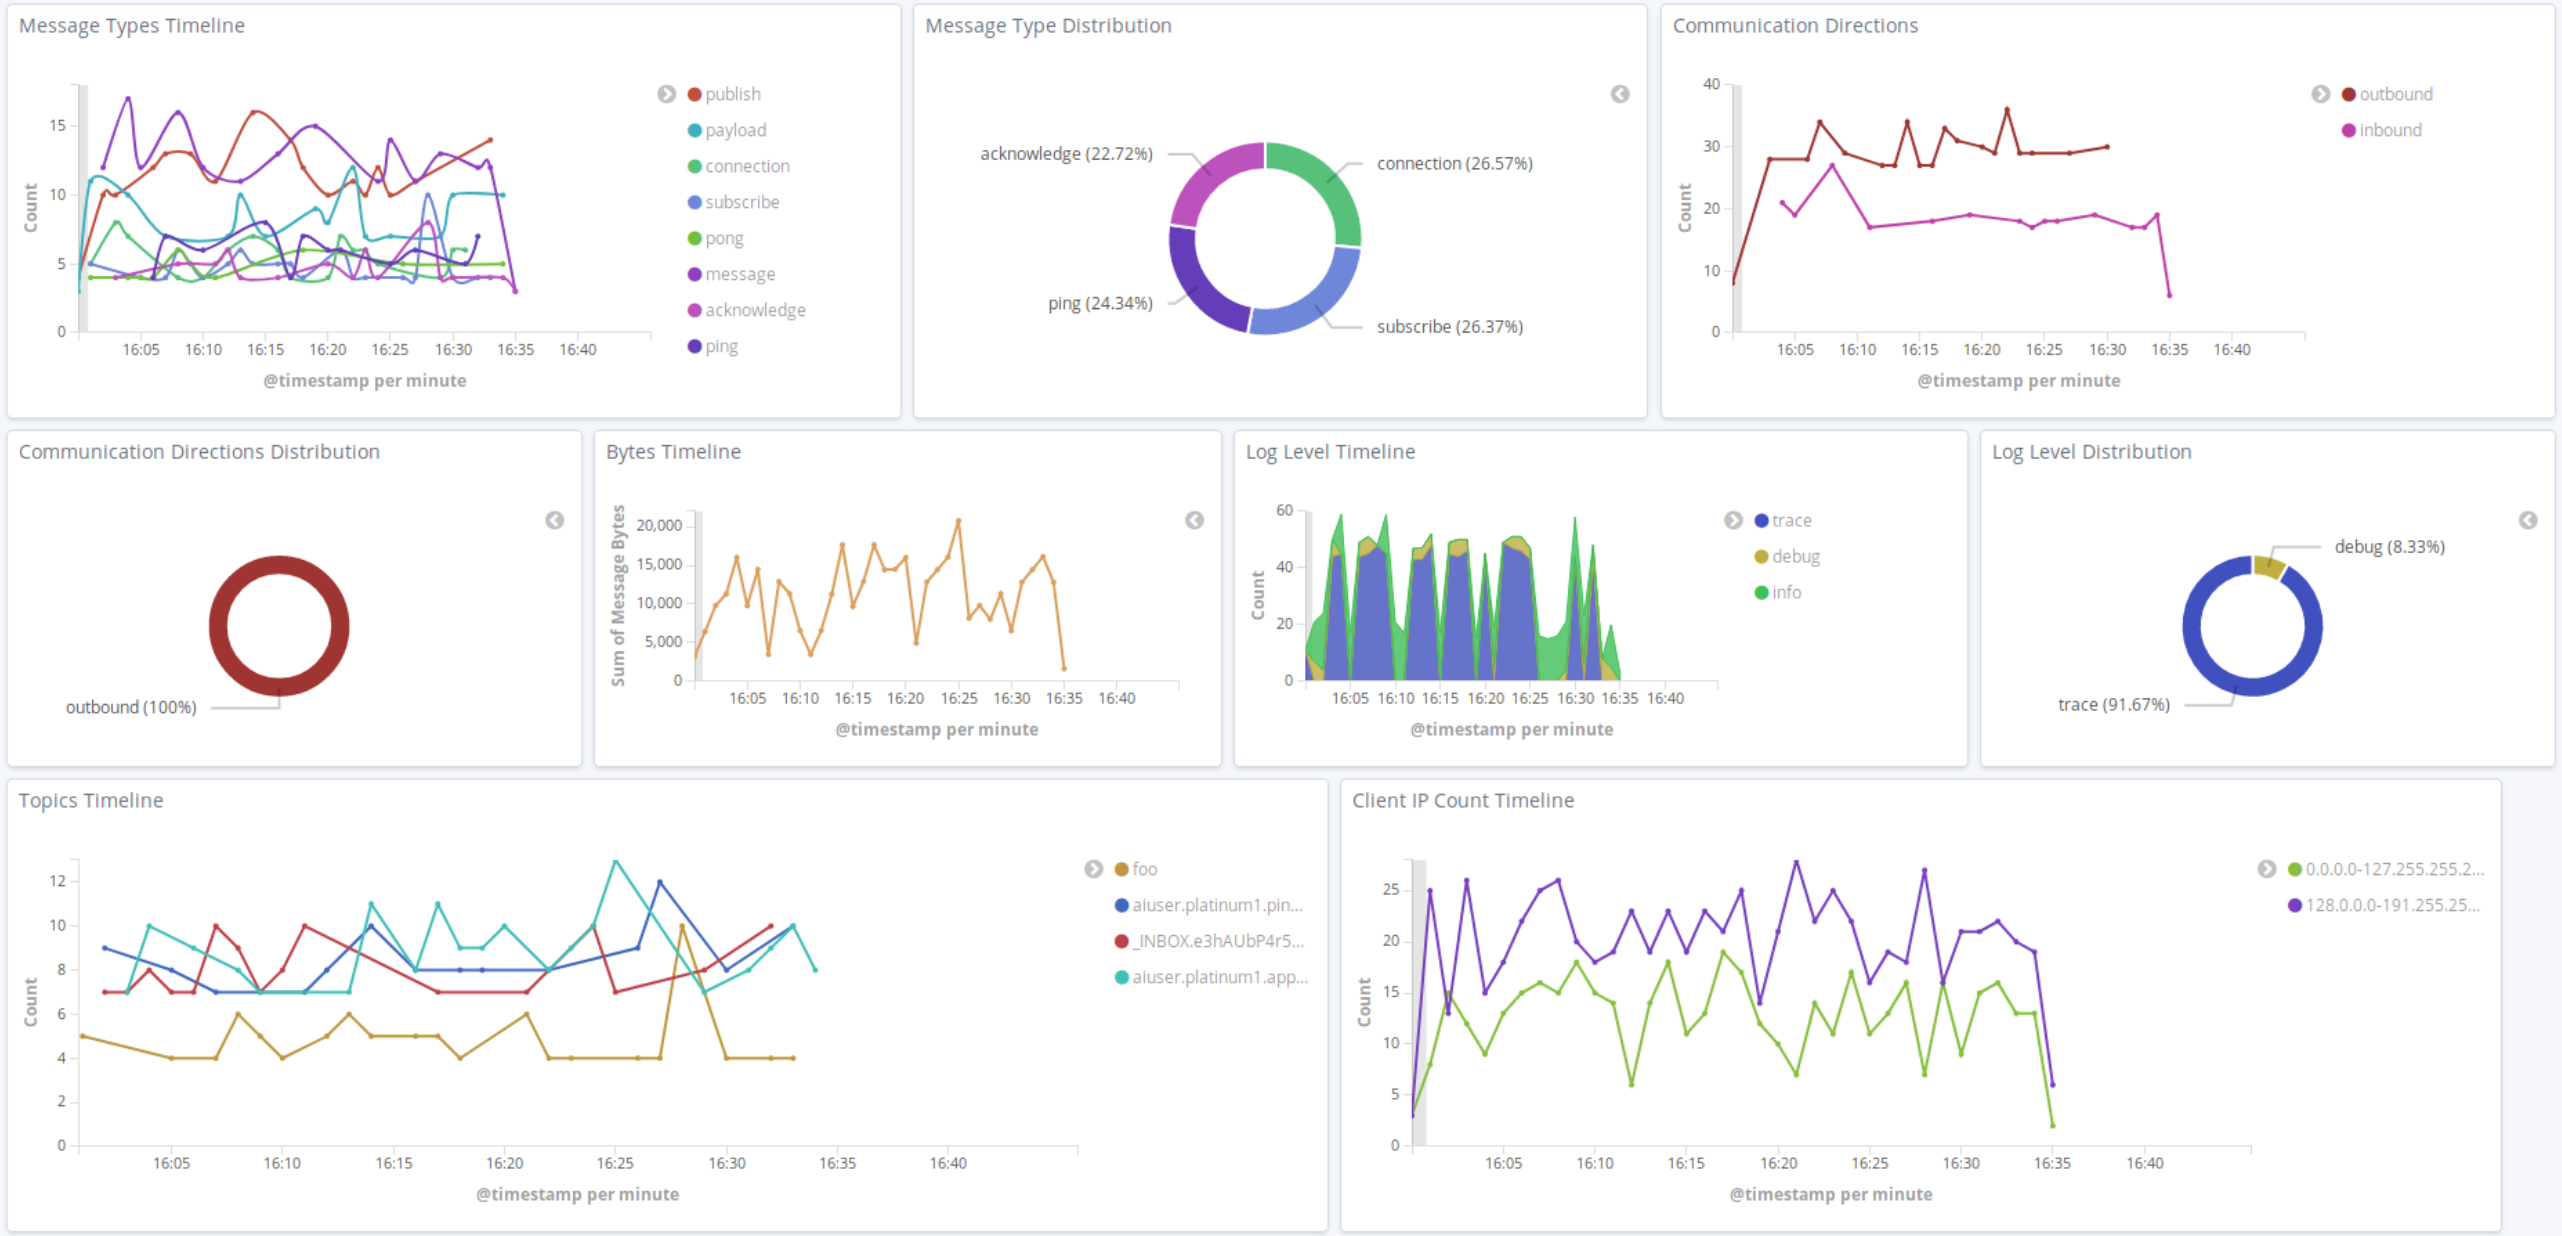 Message Types Timeline
15
10
5
0
Count
16:05 16:10 16:15 16:20 16:25 16:30 16:35 16:40
@timestamp per minute
publish
payload
connection
subscribe
pong
message
acknowledge
ping
Message Type Distribution
acknowledge (22.72%)
connection (26.57%)
ping (24.34%)
subscribe (26.37%)
Communication Directions
40
30
20
10
0
Count
16:05 16:10 16:15 16:20 16:25 16:30 16:35 16:40
@timestamp per minute
outbound
inbound
Communication Directions Distribution
outbound (100%)
Bytes Timeline
20,000
15,000
10,000
5,000
0
Sum of Message Bytes
16:05 16:10 16:15 16:20 16:25 16:30 16:35 16:40
@timestamp per minute
Log Level Timeline
60
40
20
0
Count
16:05 16:10 16:15 16:20 16:25 16:30 16:35 16:40
@timestamp per minute
trace
debug
info
Log Level Distribution
debug (8.33%)
trace (91.67%)
Topics Timeline
12
10
8
6
4
2
0
Count
16:05 16:10 16:15 16:20 16:25 16:30 16:35 16:40
@timestamp per minute
foo
aiuser.platinum1.pin...
_INBOX.e3hAUbP4r5...
aiuser.platinum1.app...
Client IP Count Timeline
25
20
15
10
5
0
Count
16:05 16:10 16:15 16:20 16:25 16:30 16:35 16:40
@timestamp per minute
0.0.0.0-127.255.255.2...
128.0.0.0-191.255.25...